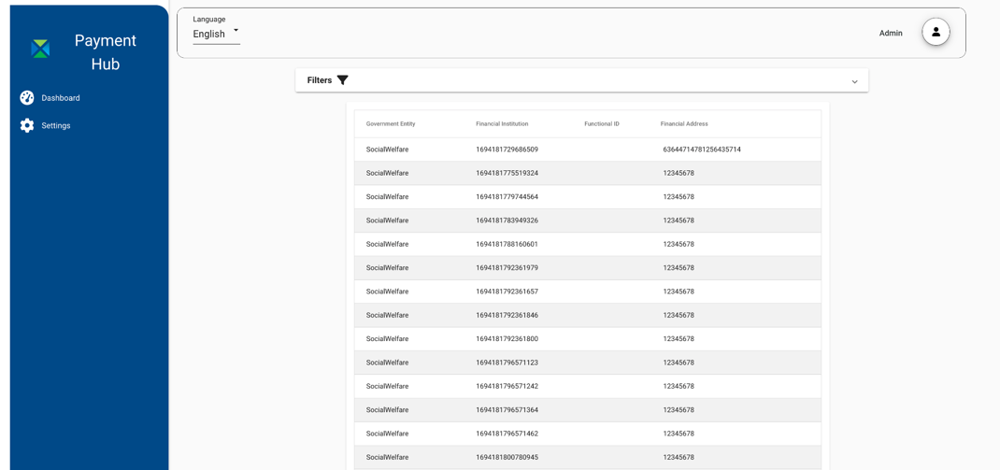 Payment
Hub
Dashboard
Settings
Language
English
Admin
Filters
Government Entity Financial Institution Functional ID Financial Address
SocialWelfare 1694181729686509 63644714781256435714
SocialWelfare 1694181775519324 12345678
SocialWelfare 1694181779744564 12345678
SocialWelfare 1694181783949326 12345678
SocialWelfare 1694181788160601 12345678
SocialWelfare 1694181792361979 12345678
SocialWelfare 1694181792361657 12345678
SocialWelfare 1694181792361846 12345678
SocialWelfare 1694181792361800 12345678
SocialWelfare 1694181796571123 12345678
SocialWelfare 1694181796571242 12345678
SocialWelfare 1694181796571364 12345678
SocialWelfare 1694181796571462 12345678
SocialWelfare 1694181800780945 12345678